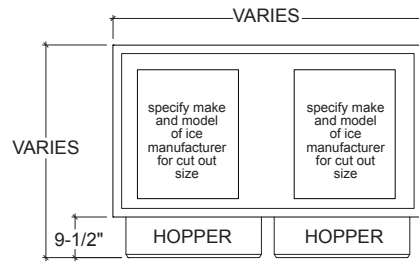 VARIES
specify make
and model
of ice
manufacturer
for cut out
size
specify make
and model
of ice
manufacturer
for cut out
size
VARIES
9-1/2"
HOPPER
HOPPER